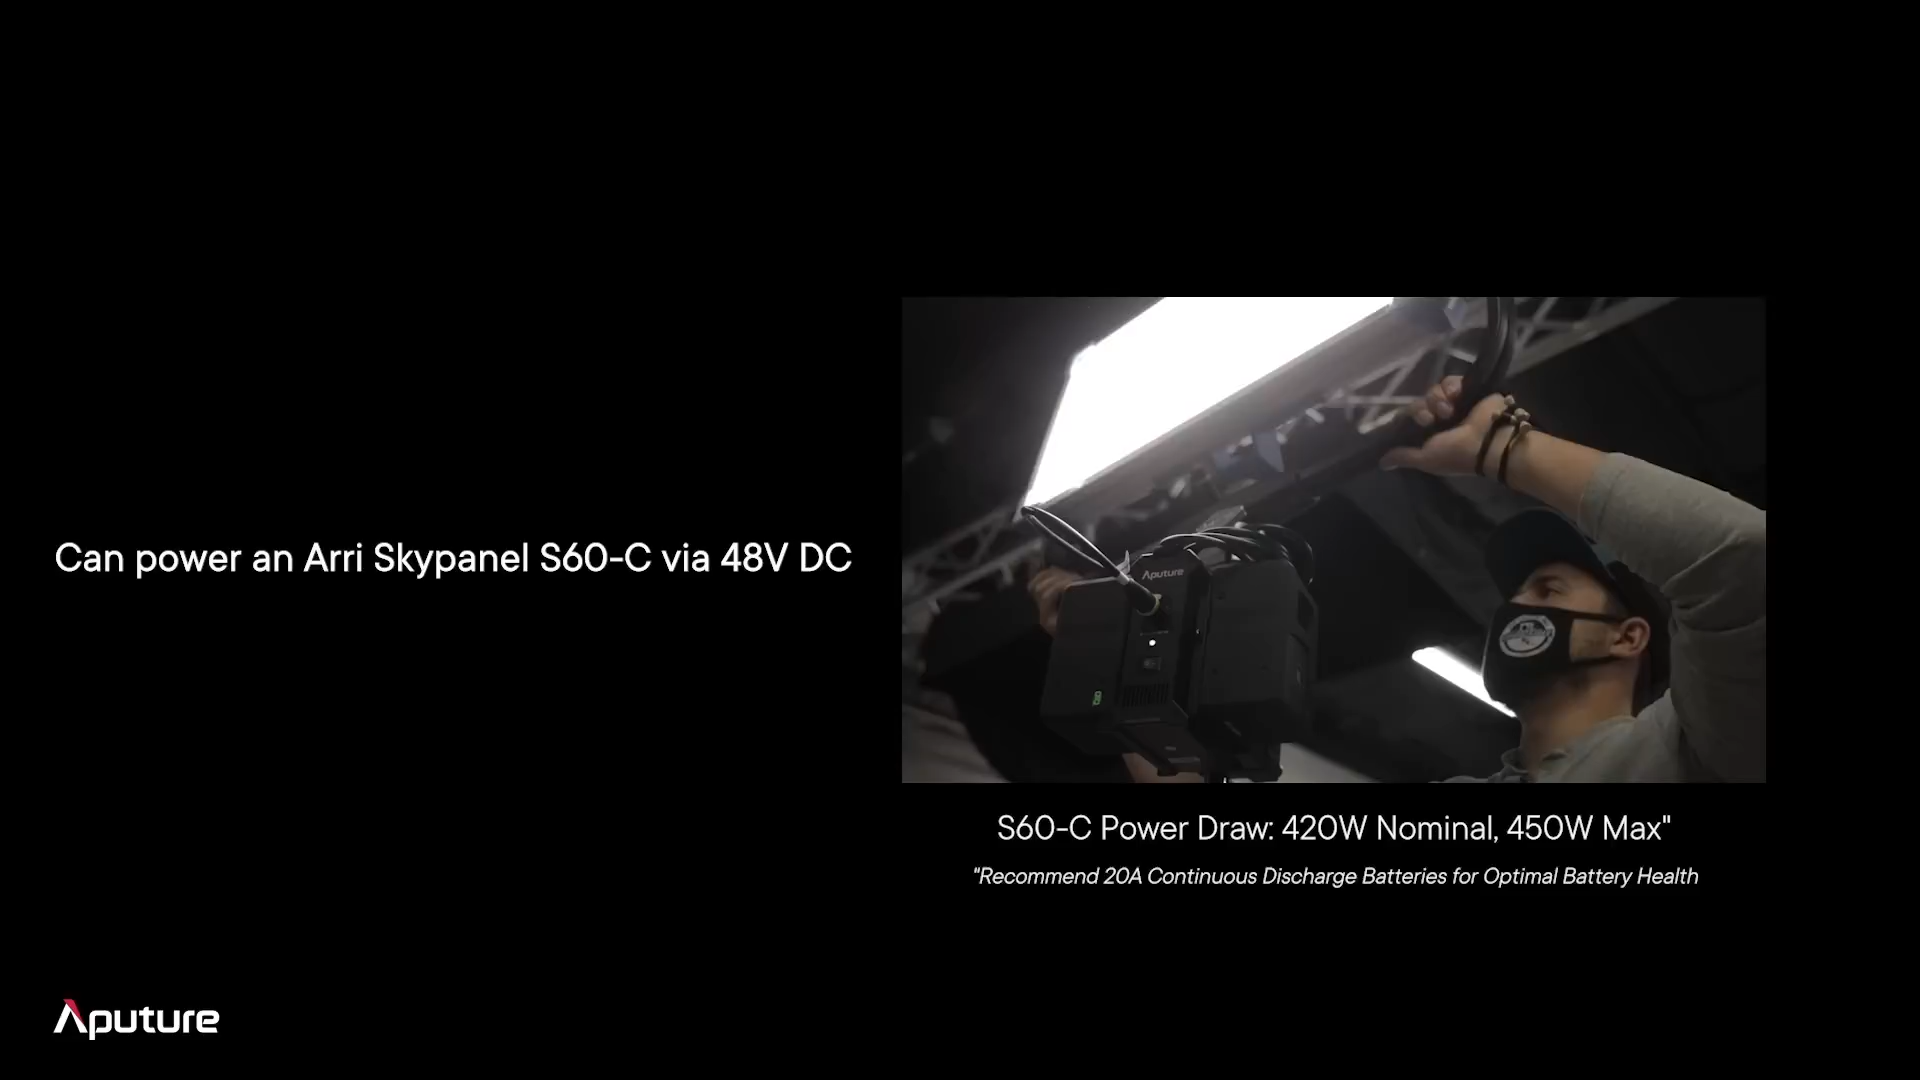 Can power an Arri Skypanel S60-C via 48V DC
Aputure
S60-C Power Draw: 420W Nominal, 450W Max"
"Recommend 20A Continuous Discharge Batteries for Optimal Battery Health
Aputure